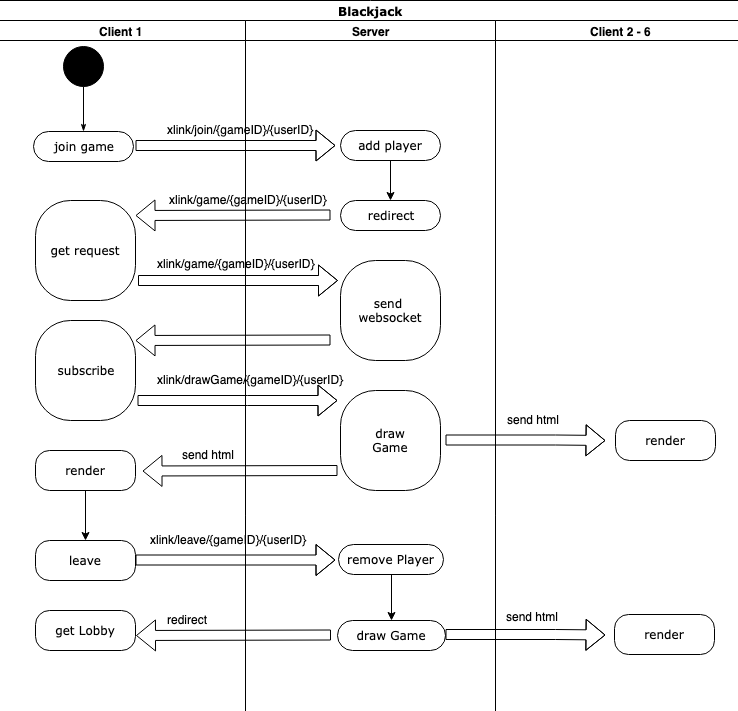 Blackjack
Client 1
Server
Client 2 - 6
xlink/join/{gameID}/{userID}
join game
add player
xlink/game/{gameID}/{userID}
redirect
get request
xlink/game/{gameID}/{userID}
send
websocket
subscribe
xlink/drawGame/{gameID}/{userID}
draw
Game
send html
render
send html
render
xlink/leave/{gameID}/{userID}
leave
remove Player
redirect
get Lobby
draw Game
send html
render